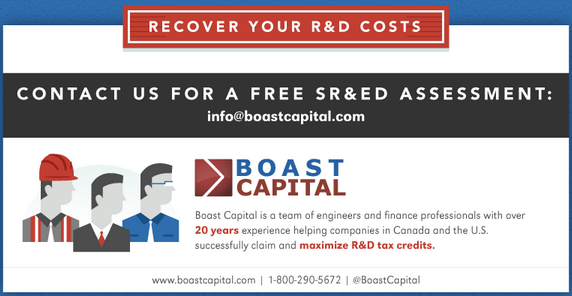 RECOVER YOUR R&D COSTS
CONTACT US FOR A FREE SR&ED ASSESSMENT:
info@boastcapital.com
BOAST
CAPITAL
Boast Capital is a team of engineers and finance professionals with over
20 years experience helping companies in Canada and the U.S.
successfully claim and maximize R&D tax credits.
www.boastcapital.com | 1-800-290-5672 | @BoastCapital